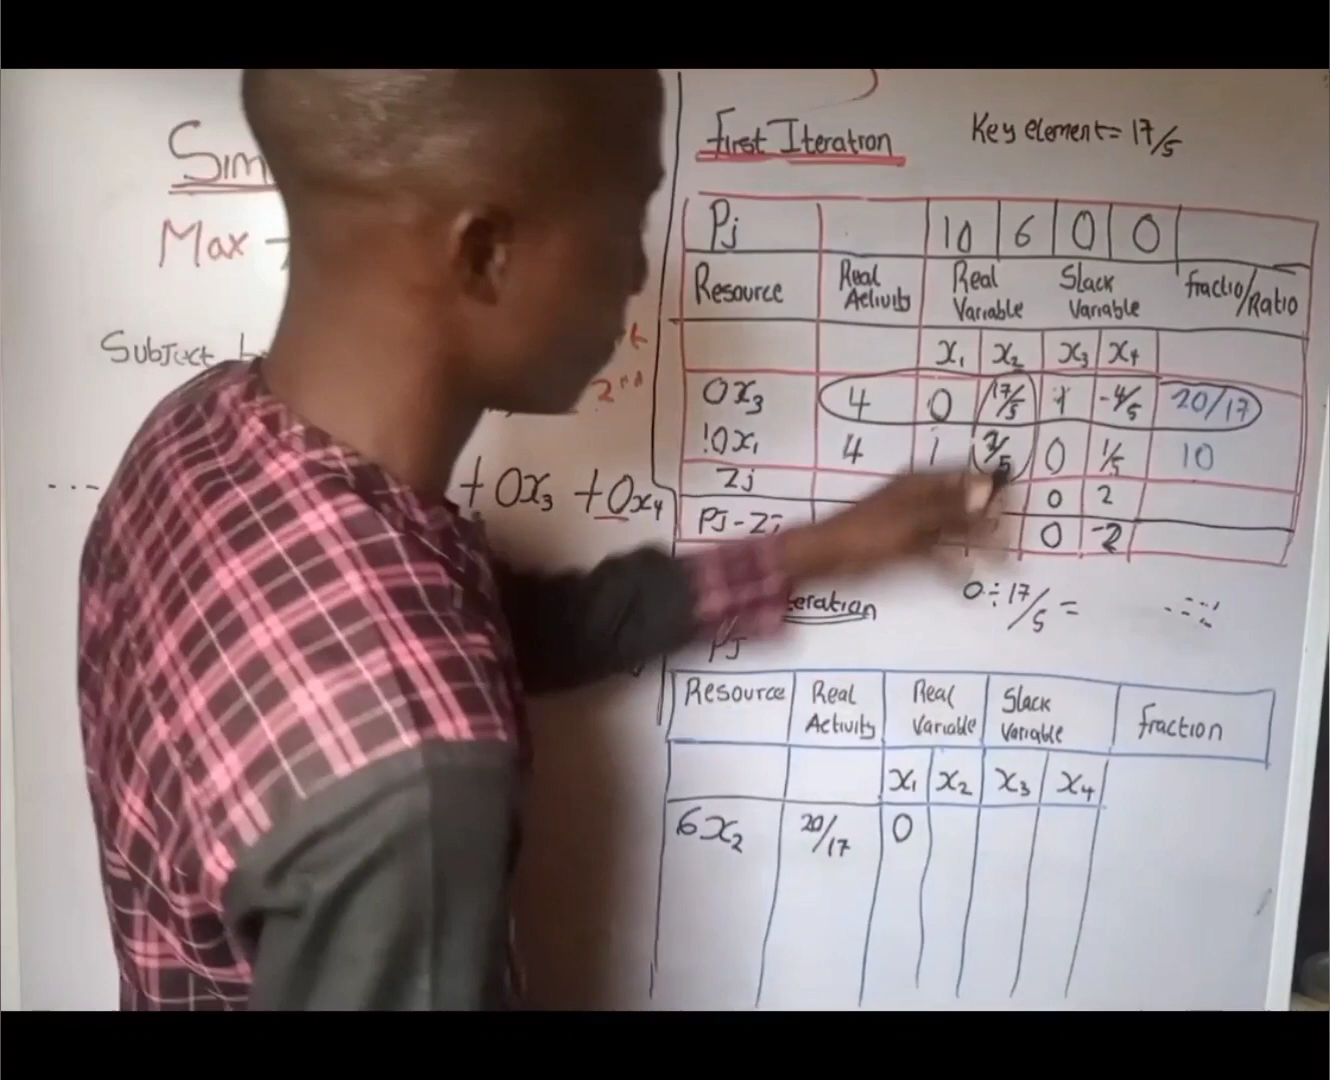 Sim
Max
Subject t
2nd
+ 0x3 + 0x4
First Iteration
Key element = 17/5
Pj 10 6 0 0
Resource Real Activity Real Variable Slack Variable Fractio/Ratio
x1 x2 x3 x4
0x3 4 0 17/5 1 -4/5 20/17
10x1 4 1 2/5 0 1/5 10
Zj 0 2
Pj-Zj 0 -2
teration
0÷17/5 =
Pj
Resource Real Activity Real Variable Slack Variable Fraction
x1 x2 x3 x4
6x2 20/17 0